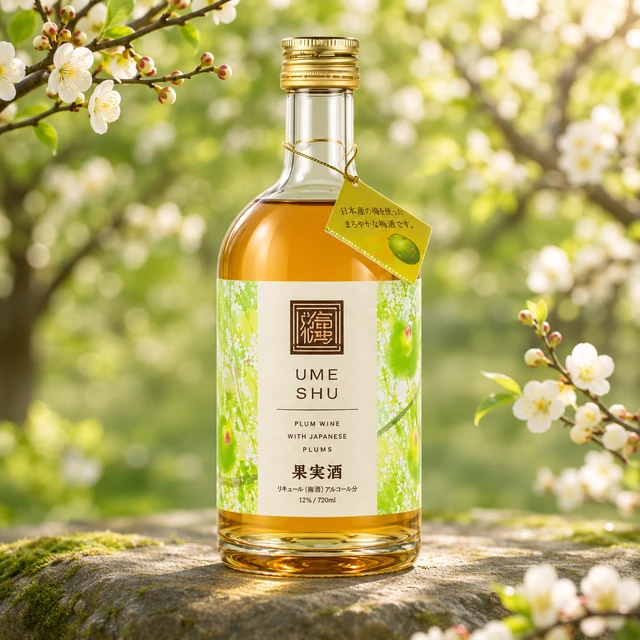 日本産の梅を使った
まろやかな梅酒です。
UME
SHU
PLUM WINE
WITH JAPANESE
PLUMS
果実酒
リキュール(梅酒)アルコール分
12% / 720ml